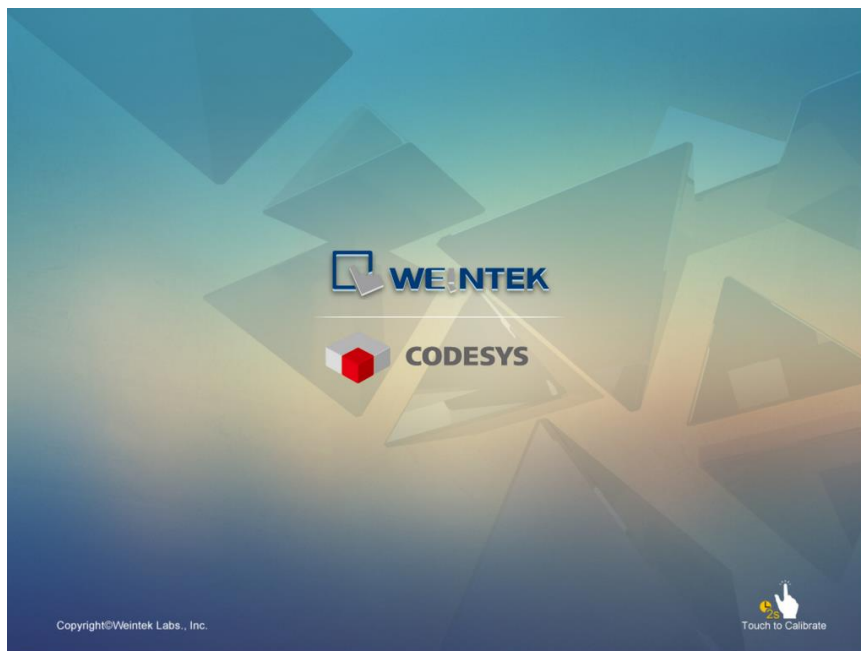 WEINTEK
CODESYS
2s
Copyright©Weintek Labs., Inc.
Touch to Calibrate